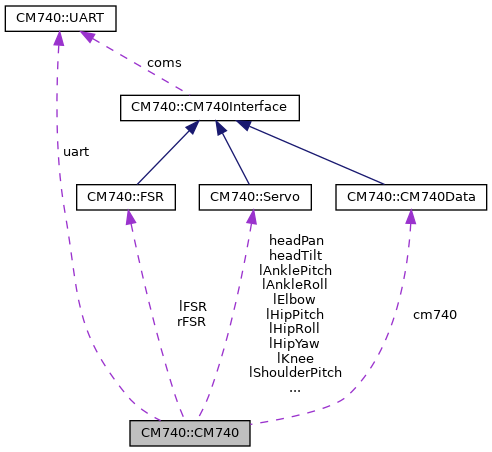 CM740::UART
coms
CM740::CM740Interface
uart
CM740::FSR
CM740::Servo
CM740::CM740Data
headPan
headTilt
lAnklePitch
lAnkleRoll
lElbow
lHipPitch
lHipRoll
lHipYaw
lKnee
lShoulderPitch
...
lFSR
rFSR
cm740
CM740::CM740